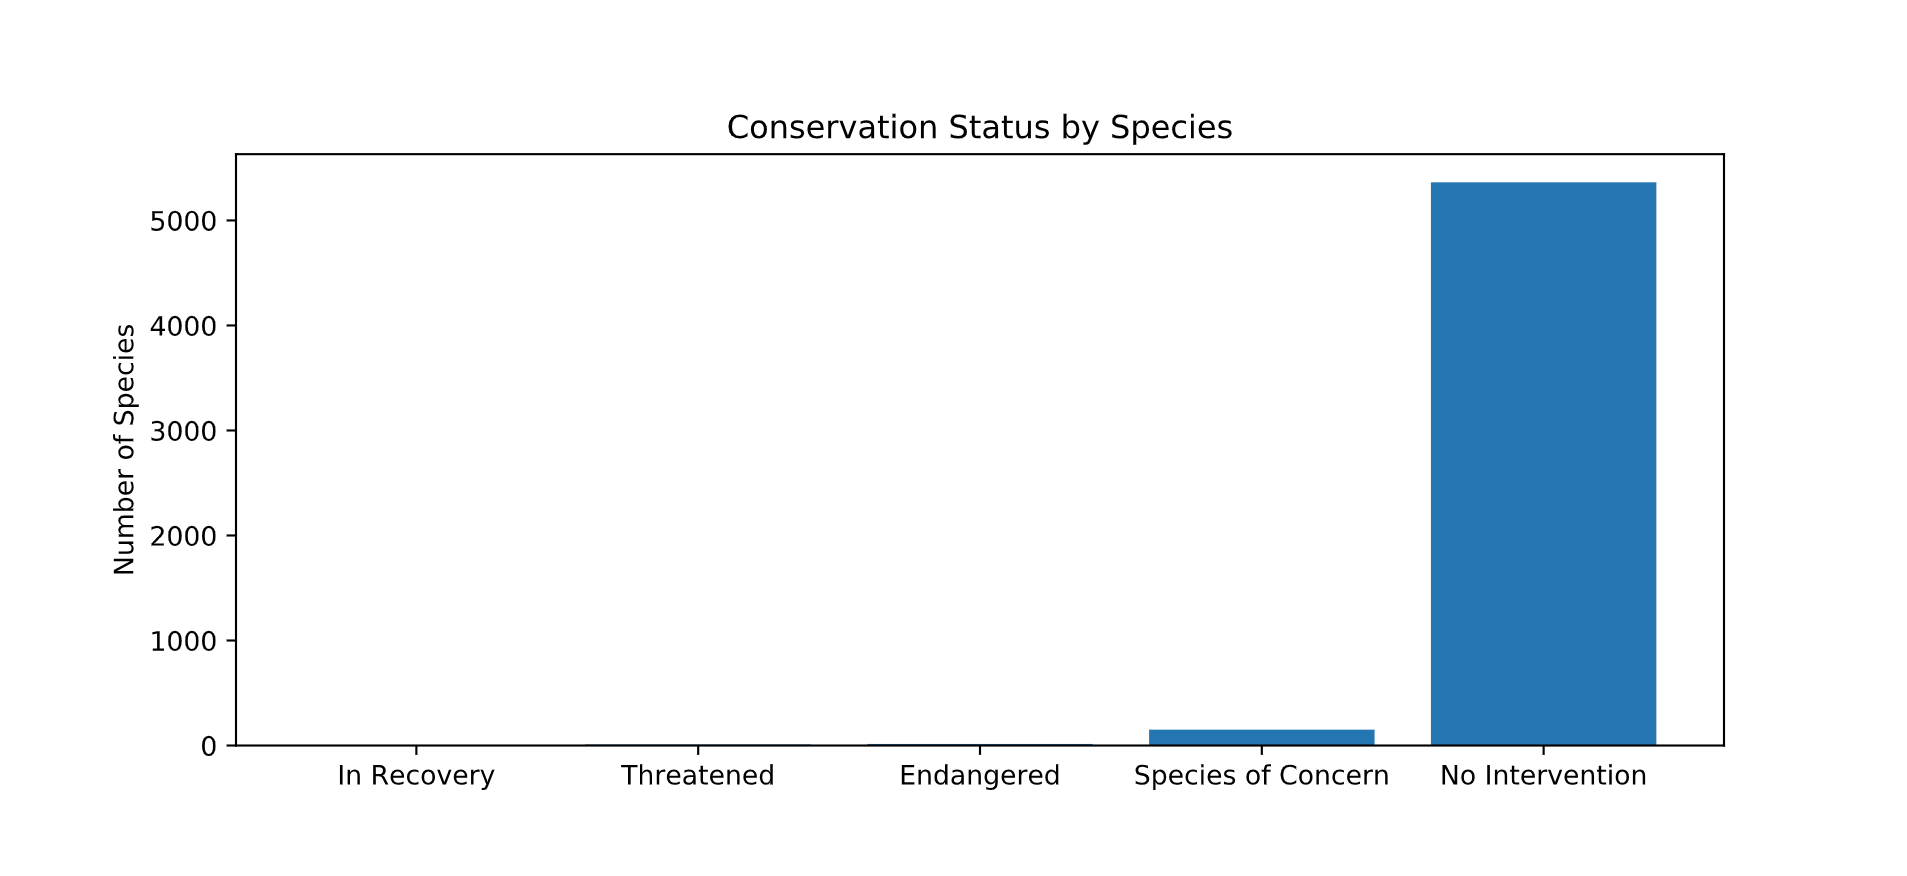 Conservation Status by Species
Number of Species
5000
4000
3000
2000
1000
0
In Recovery
Threatened
Endangered
Species of Concern
No Intervention